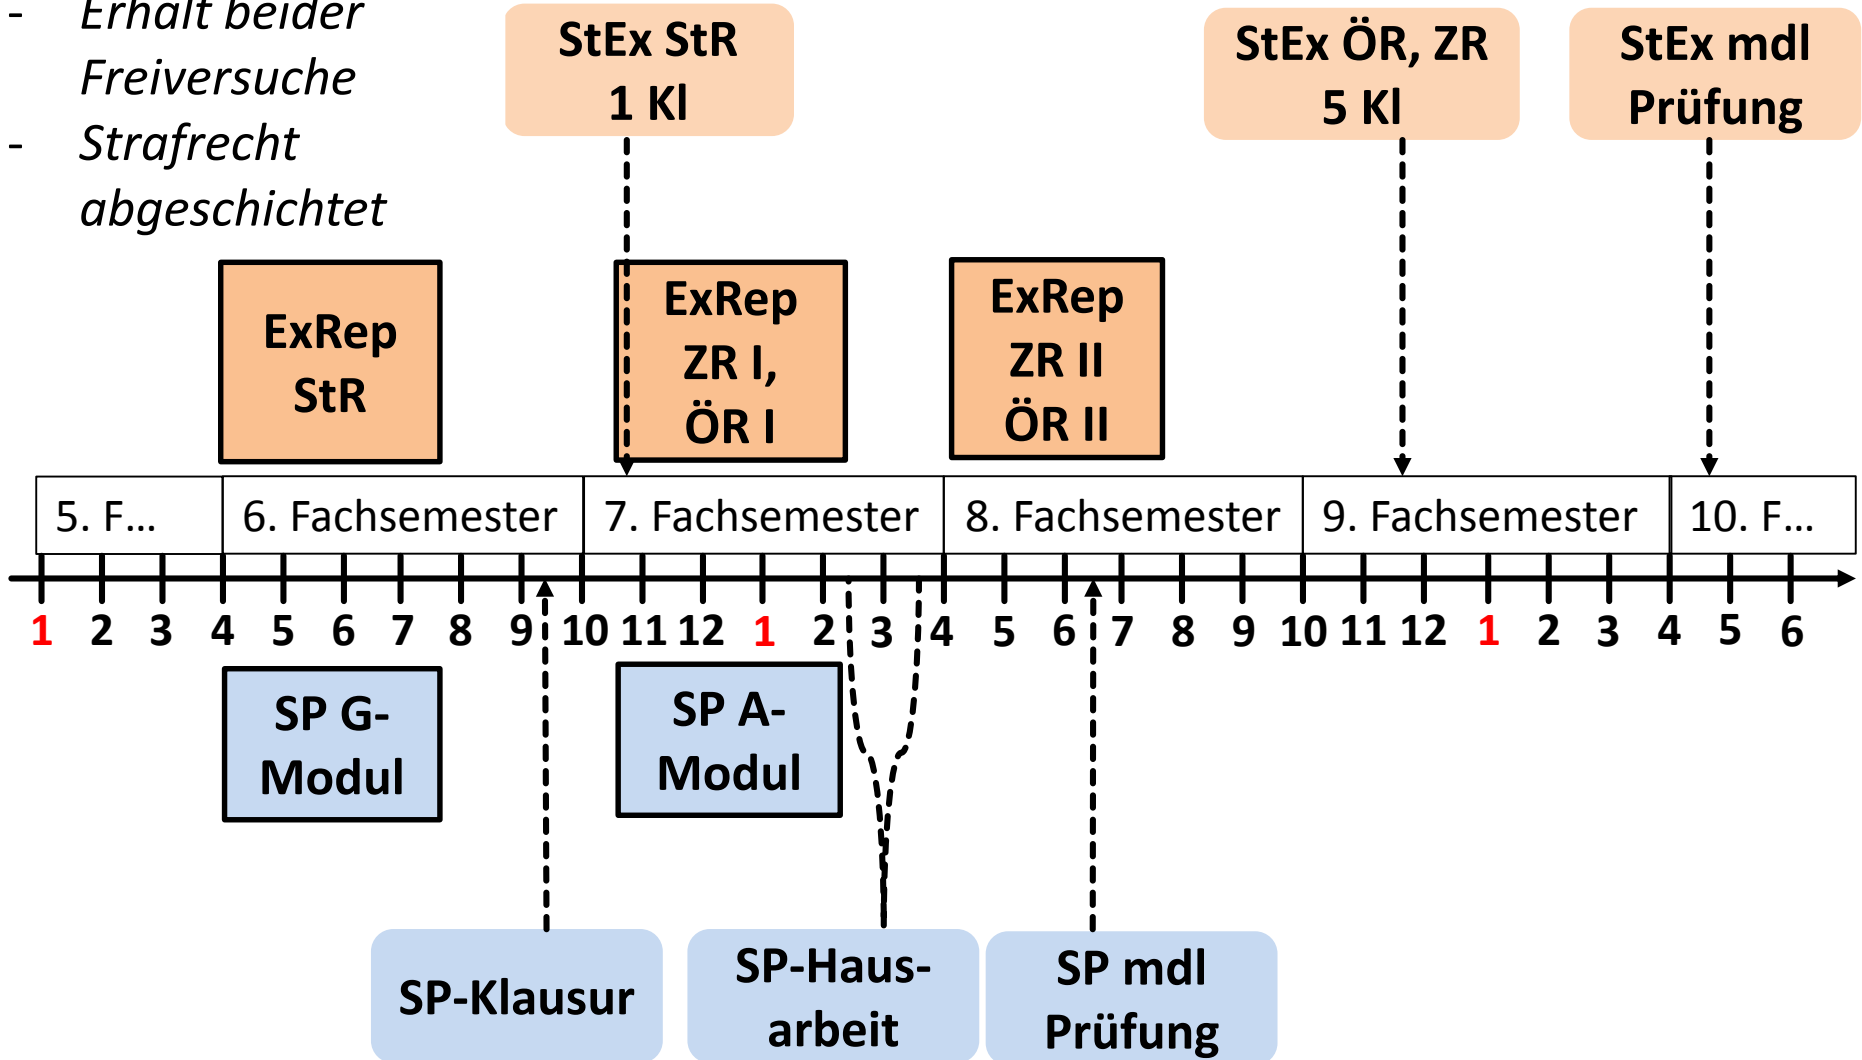 - Erhalt beider
Freiversuche
- Strafrecht
abgeschichtet
StEx StR
1 Kl
StEx ÖR, ZR
5 Kl
StEx mdl
Prüfung
ExRep
StR
ExRep
ZR I,
ÖR I
ExRep
ZR II
ÖR II
5. F...
6. Fachsemester
7. Fachsemester
8. Fachsemester
9. Fachsemester
10. F...
1 2 3 4 5 6 7 8 9 10 11 12 1 2 3 4 5 6 7 8 9 10 11 12 1 2 3 4 5 6
SP G-
Modul
SP A-
Modul
SP-Klausur
SP-Haus-
arbeit
SP mdl
Prüfung